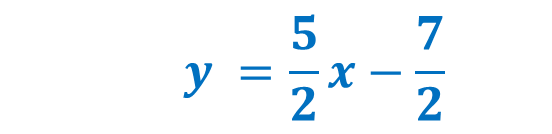 y = 5/2 x − 7/2